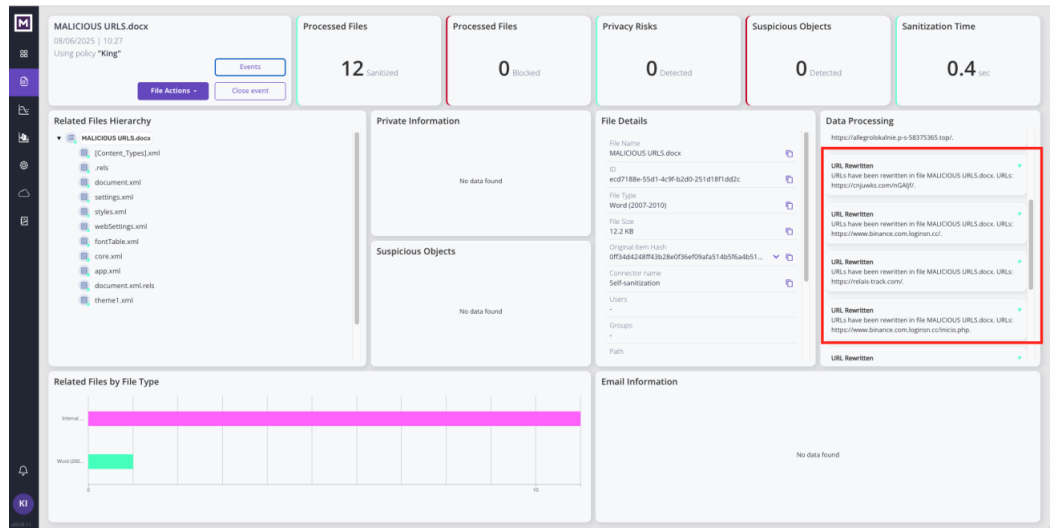 M
MALICIOUS URLS.docx
08/06/2025 | 10:27
Using policy "King"
Events
File Actions
Close event
Processed Files
12 Sanitized
Processed Files
0 Blocked
Privacy Risks
0 Detected
Suspicious Objects
0 Detected
Sanitization Time
0.4 sec
Related Files Hierarchy
MALICIOUS URLS.docx
[Content_Types].xml
.rels
document.xml
settings.xml
styles.xml
webSettings.xml
fontTable.xml
core.xml
app.xml
document.xml.rels
theme1.xml
Private Information
No data found
Suspicious Objects
No data found
File Details
File Name
MALICIOUS URLS.docx
ID
ecd7188e-55d1-4c9f-b2d0-251d18f1dd2c
File Type
Word (2007-2010)
File Size
12.2 KB
Original Item Hash
0ff34d4248ff43b28e0f36ef09afa514b5f6a4b51...
Connector name
Self-sanitization
Users
-
Groups
-
Path
Data Processing
https://allegrolokalnie.p-s-58375365.top/.
URL Rewritten
URLs have been rewritten in file MALICIOUS URLS.docx. URLs:
https://cnjuwks.com/nGAljf/.
URL Rewritten
URLs have been rewritten in file MALICIOUS URLS.docx. URLs:
https://www.binance.com.loginsn.cc/.
URL Rewritten
URLs have been rewritten in file MALICIOUS URLS.docx. URLs:
https://relais-track.com/.
URL Rewritten
URLs have been rewritten in file MALICIOUS URLS.docx. URLs:
https://www.binance.com.loginsn.cc/inicio.php.
URL Rewritten
Related Files by File Type
Internal ...
Word (200...
0
10
Email Information
No data found
KI